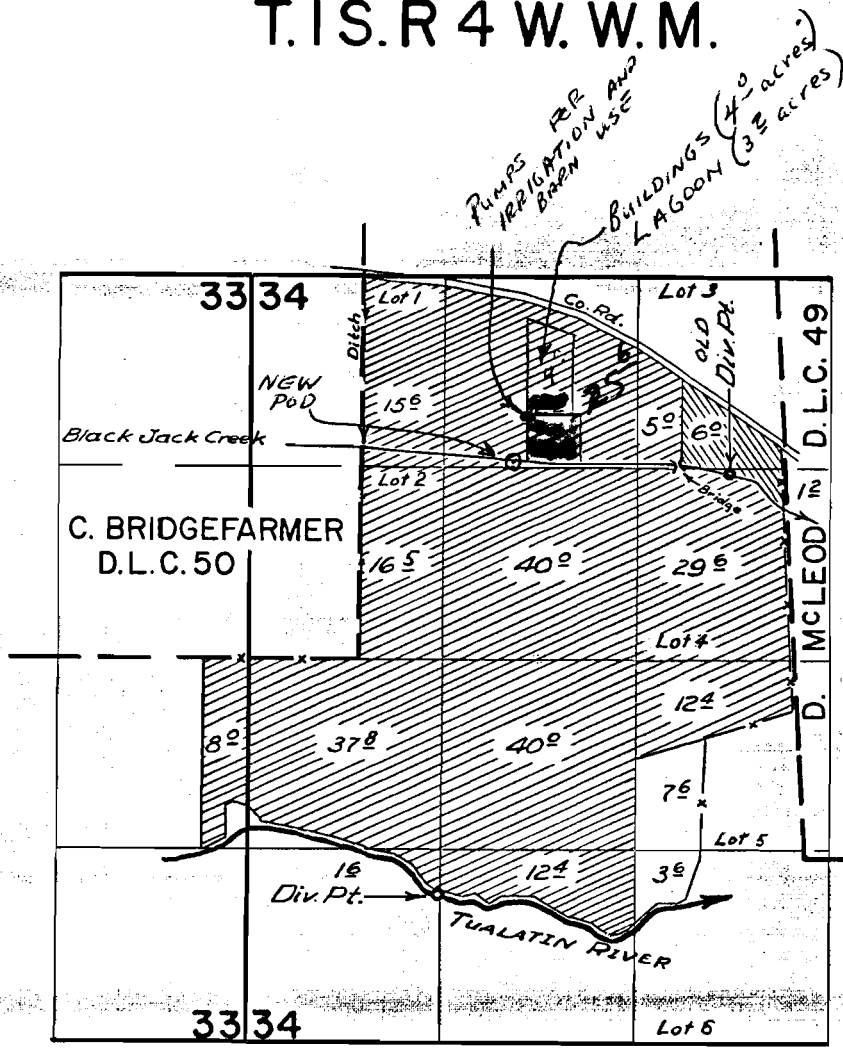 T. 1 S. R 4 W. W. M.
PUMPS FER
IRRIGATION AND
BARN USE
BUILDINGS (4.0 acres)
LAGOON (3.2 acres)
33 34
Lot 1
Co. Rd.
Lot 3
Ditch
OLD
Div. Pt.
D.L.C. 49
NEW
POD
15.6
25.6
5.0
6.0
Black Jack Creek
Lot 2
Bridge
1.2
C. BRIDGEFARMER
D.L.C. 50
16.5
40.0
29.6
Lot 4
D. McLEOD
8.0
37.8
40.0
12.4
7.6
Lot 5
1.6
12.4
3.6
Div. Pt.
TUALATIN RIVER
33 34
Lot 6